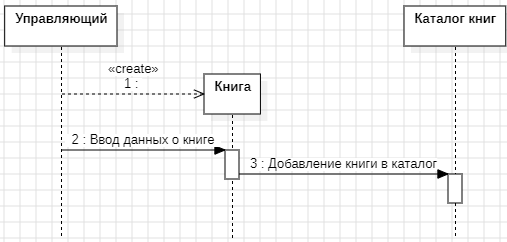 Управляющий
Каталог книг
«create»
1 :
Книга
2 : Ввод данных о книге
3 : Добавление книги в каталог